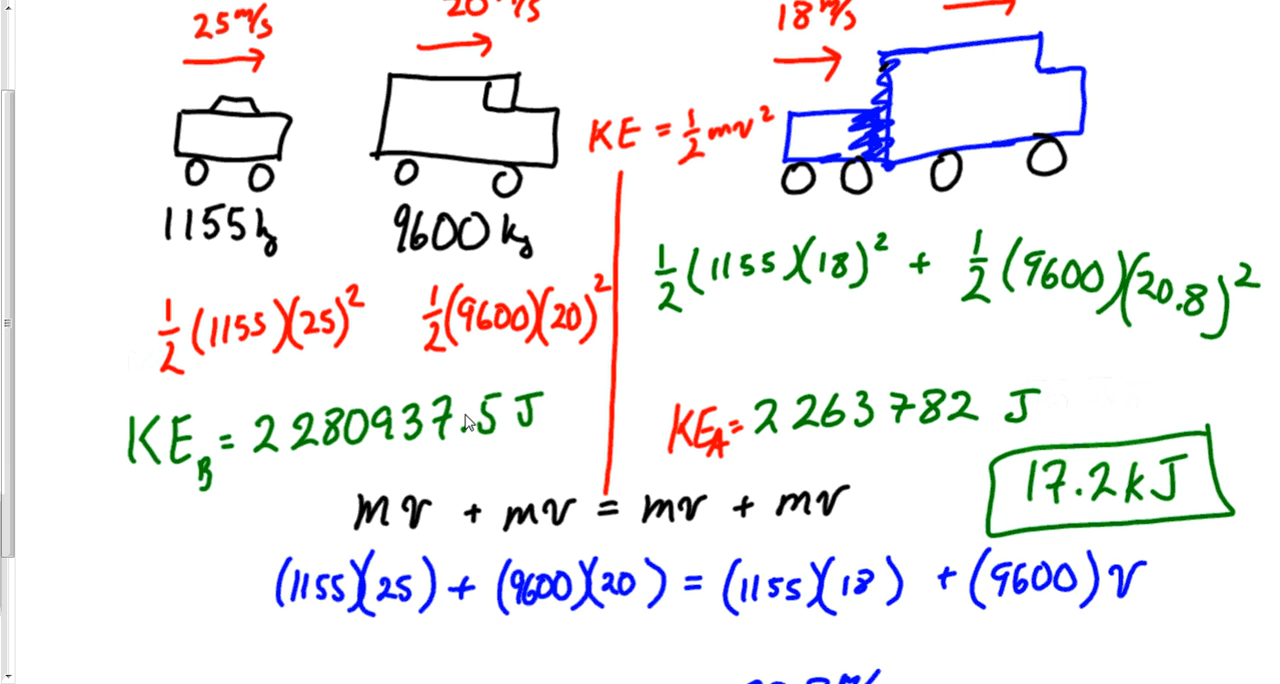 25 m/s 20 m/s 18 m/s
KE = ½mv²
1155 kg 9600 kg
½(1155)(18)² + ½(9600)(20.8)²
½(1155)(25)² ½(9600)(20)²
KE_B = 2280937.5 J KE_A = 2263782 J
17.2 kJ
mv + mv = mv + mv
(1155)(25) + (9600)(20) = (1155)(18) + (9600)v